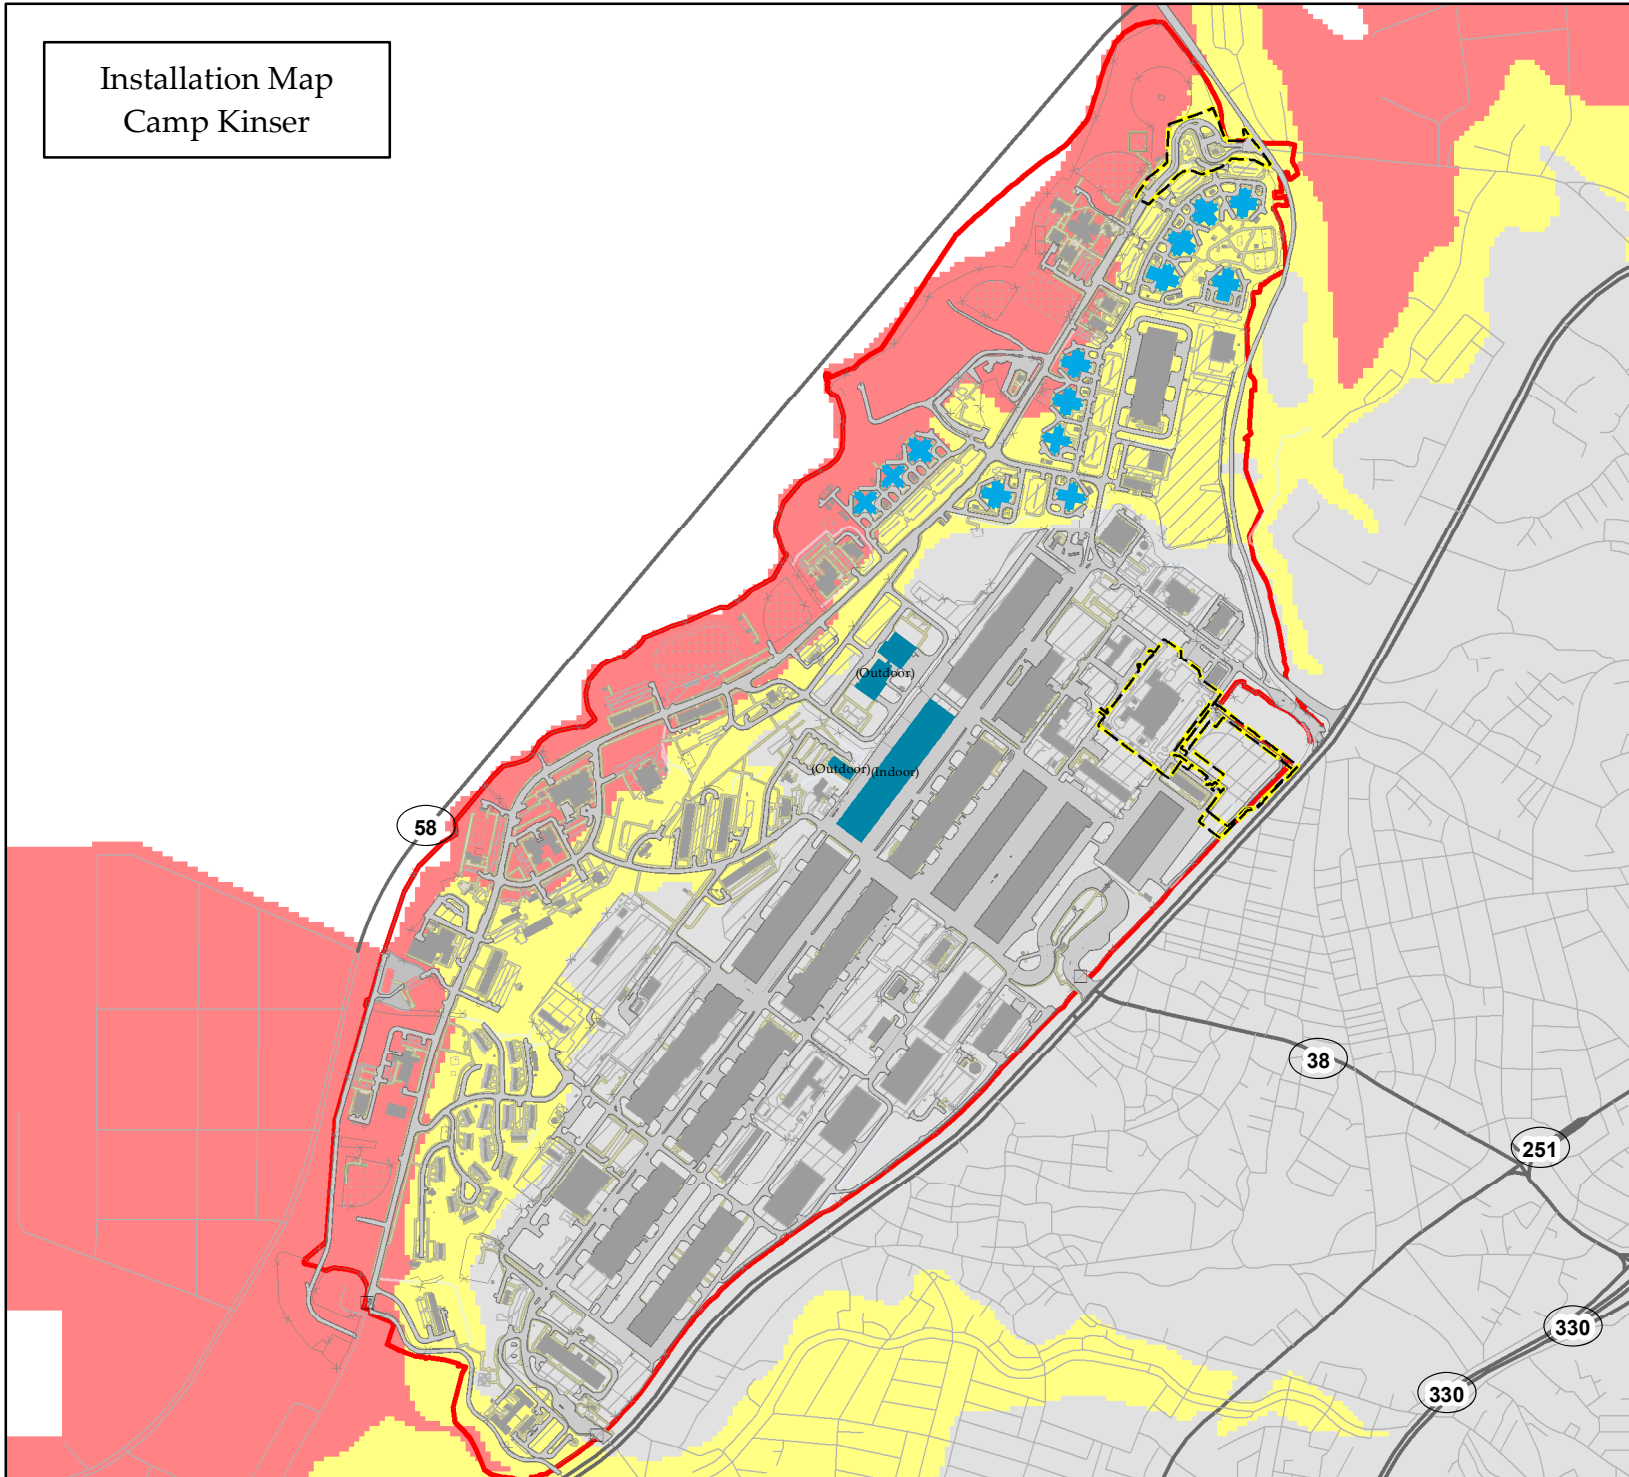 Installation Map
Camp Kinser
(Outdoor)
(Outdoor)
(Indoor)
58
38
251
330
330